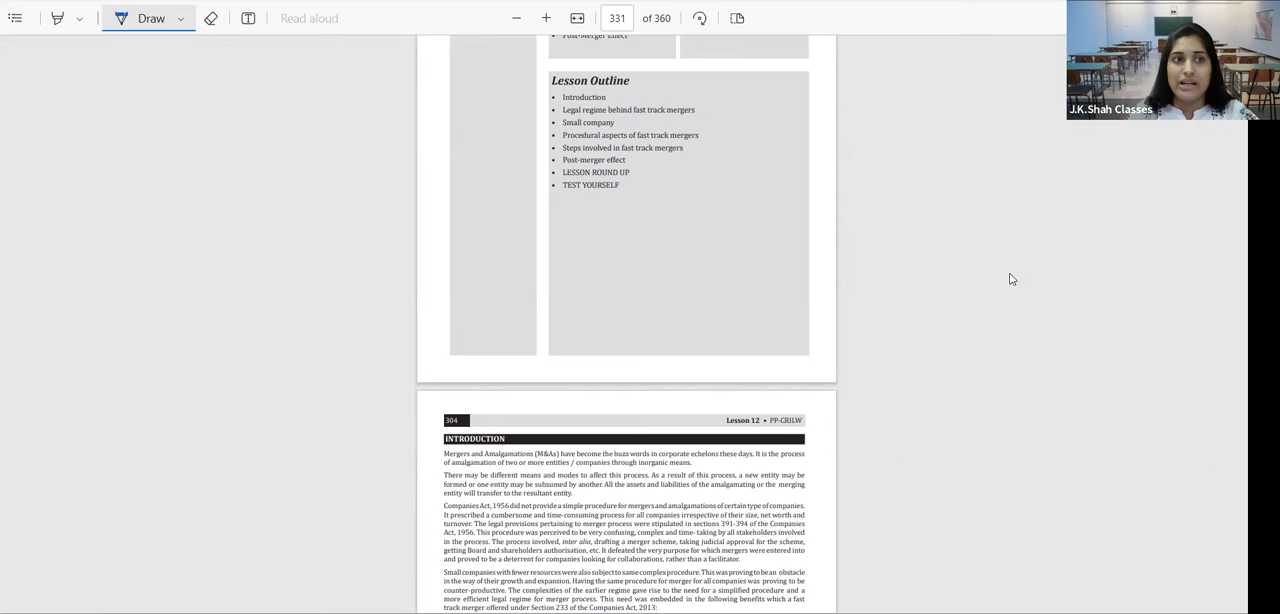 Draw
Read aloud
331 of 360
J.K.Shah Classes
• Post-Merger Effect
Lesson Outline
• Introduction
• Legal regime behind fast track mergers
• Small company
• Procedural aspects of fast track mergers
• Steps involved in fast track mergers
• Post-merger effect
• LESSON ROUND UP
• TEST YOURSELF
304 Lesson 12 • PP-CRILW
INTRODUCTION
Mergers and Amalgamations (M&As) have become the buzz words in corporate echelons these days. It is the process
of amalgamation of two or more entities / companies through inorganic means.
There may be different means and modes to affect this process. As a result of this process, a new entity may be
formed or one entity may be subsumed by another. All the assets and liabilities of the amalgamating or the merging
entity will transfer to the resultant entity.
Companies Act, 1956 did not provide a simple procedure for mergers and amalgamations of certain type of companies.
It prescribed a cumbersome and time-consuming process for all companies irrespective of their size, net worth and
turnover. The legal provisions pertaining to merger process were stipulated in sections 391-394 of the Companies
Act, 1956. This procedure was perceived to be very confusing, complex and time- taking by all stakeholders involved
in the process. The process involved, inter alia, drafting a merger scheme, taking judicial approval for the scheme,
getting Board and shareholders authorisation, etc. It defeated the very purpose for which mergers were entered into
and proved to be a deterrent for companies looking for collaborations, rather than a facilitator.
Small companies with fewer resources were also subject to same complex procedure. This was proving to be an obstacle
in the way of their growth and expansion. Having the same procedure for merger for all companies was proving to be
counter-productive. The complexities of the earlier regime gave rise to the need for a simplified procedure and a
more efficient legal regime for merger process. This need was embedded in the following benefits which a fast
track merger offered under Section 233 of the Companies Act, 2013: